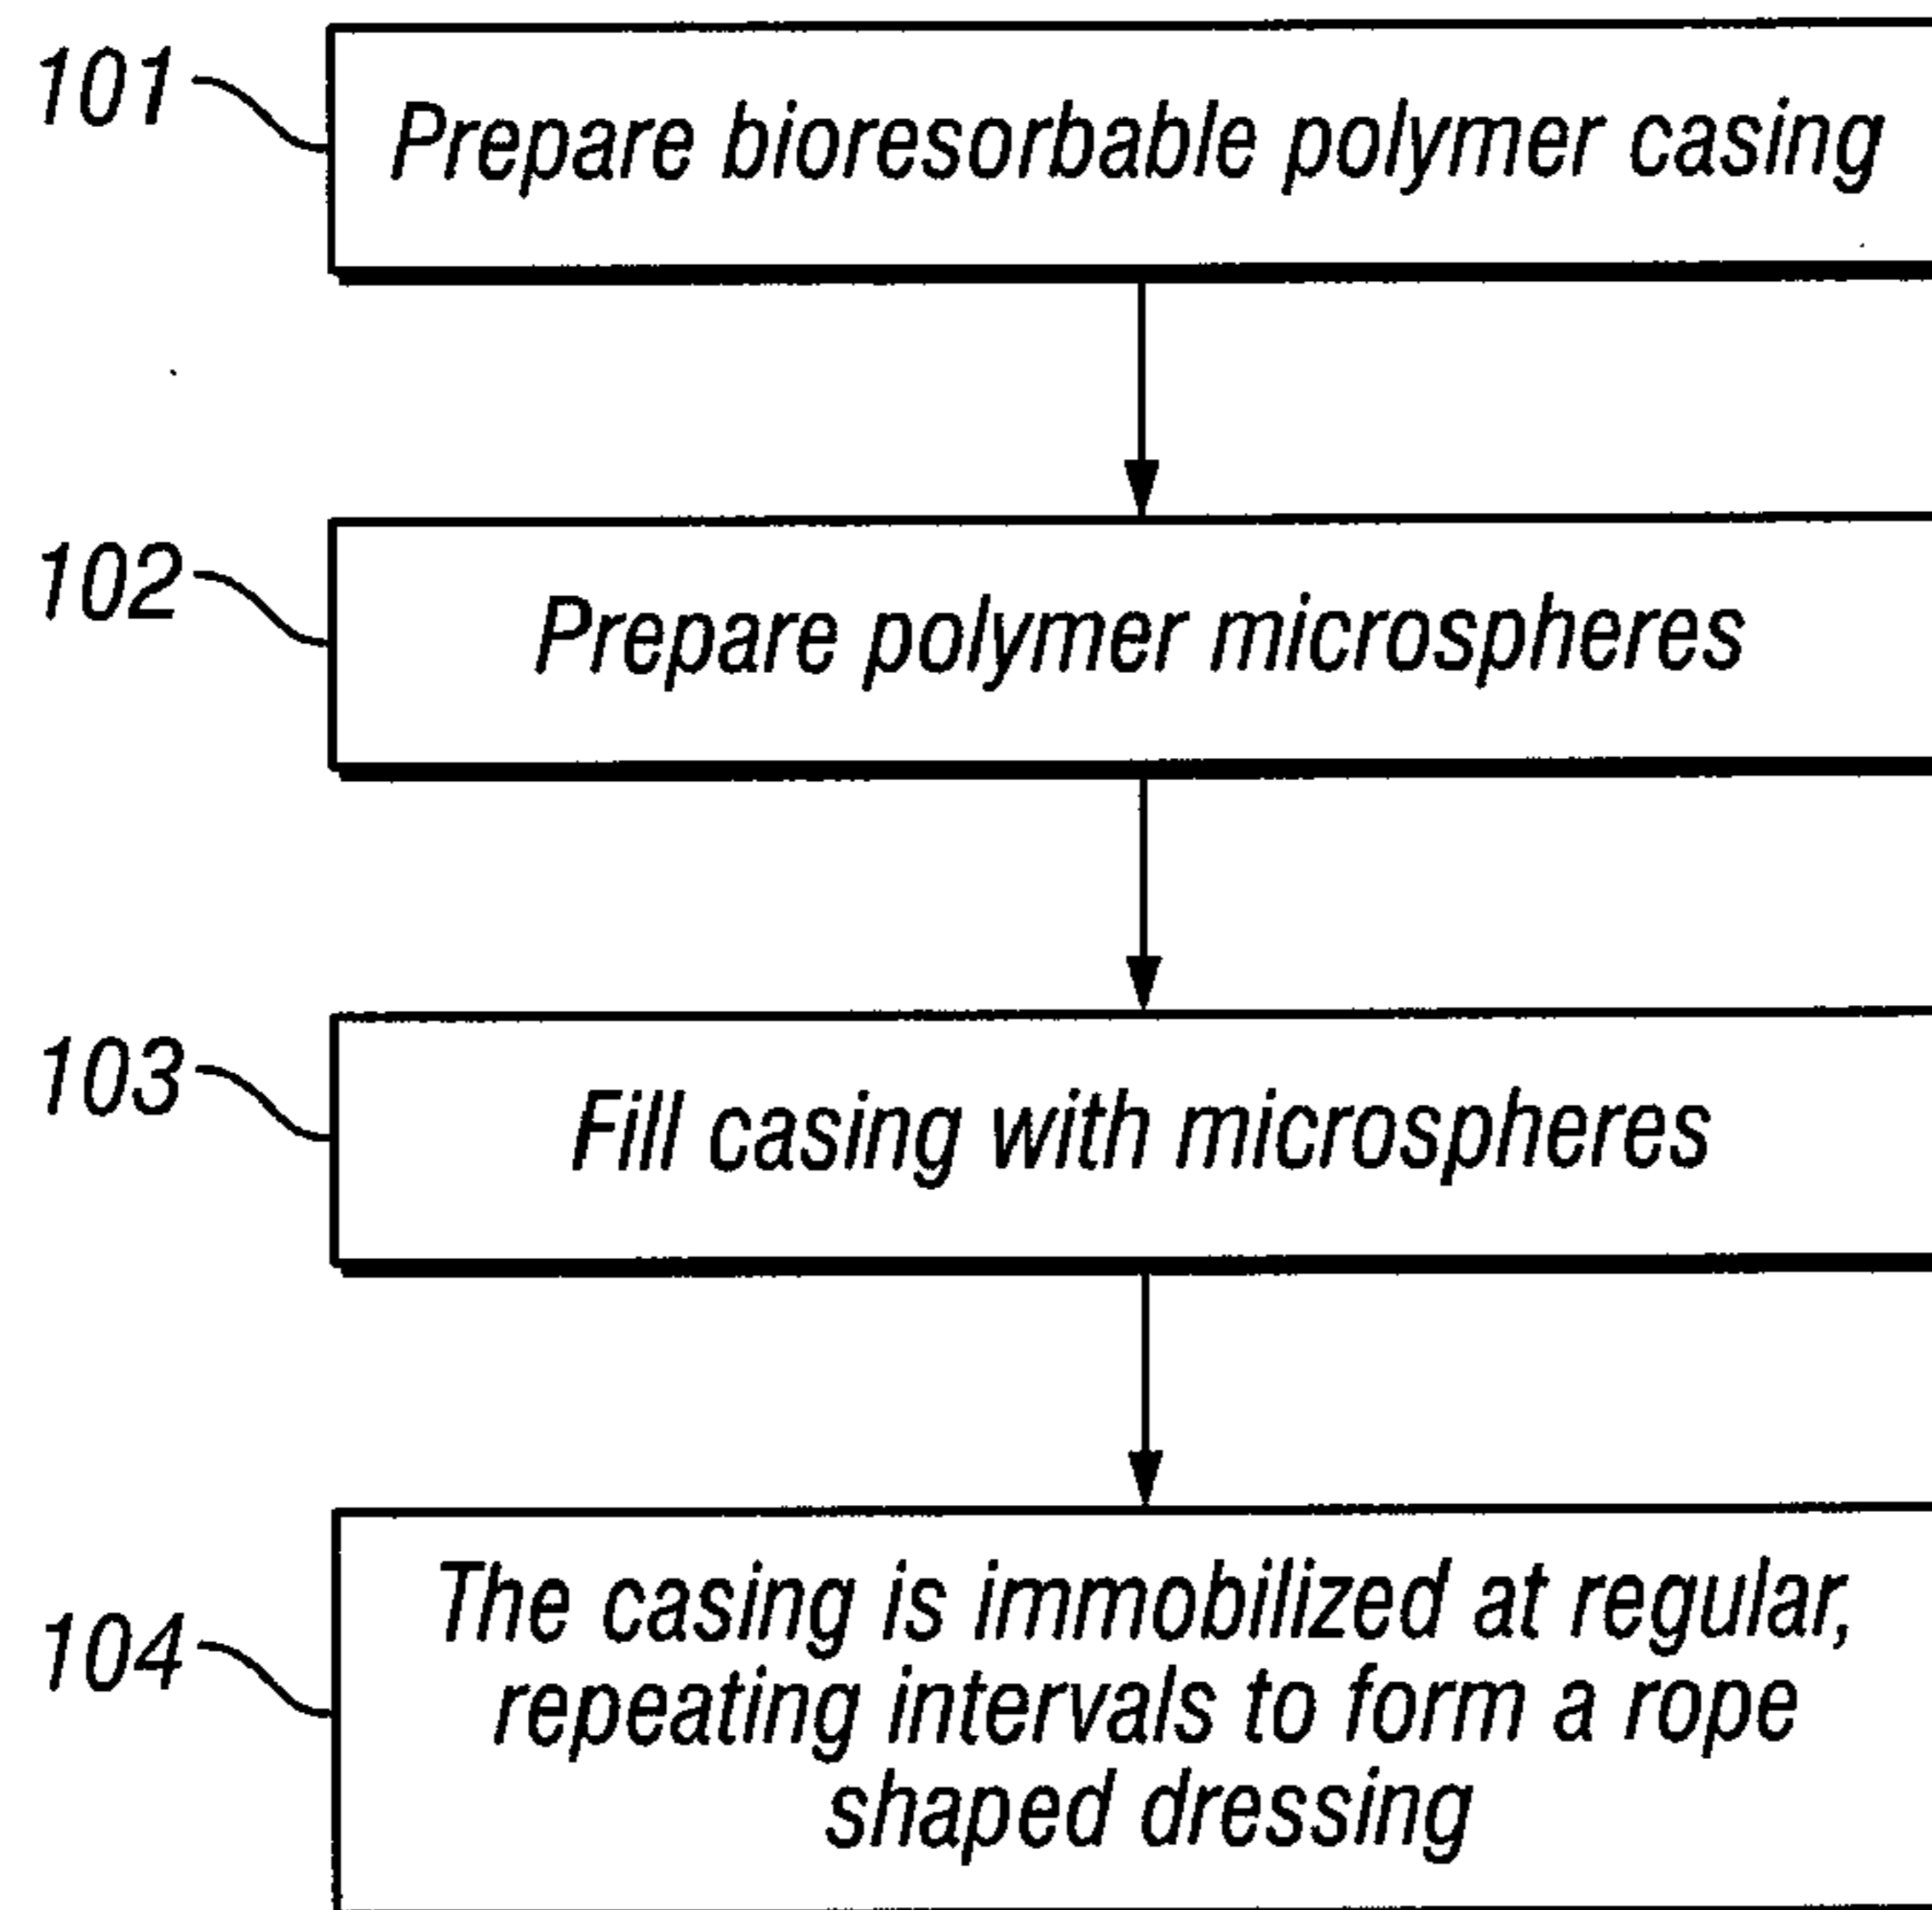 101
Prepare bioresorbable polymer casing
102
Prepare polymer microspheres
103
Fill casing with microspheres
104
The casing is immobilized at regular,
repeating intervals to form a rope
shaped dressing